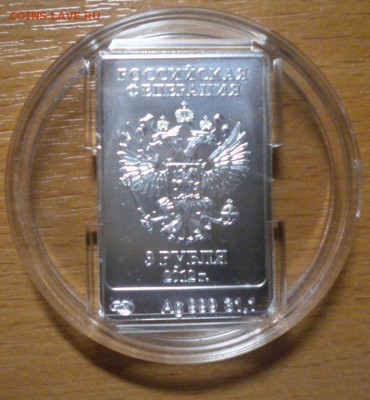 COINS.LAVE.RU
РОССИЙСКАЯ
ФЕДЕРАЦИЯ
3 РУБЛЯ
2012 г.
Ag 999 31,1